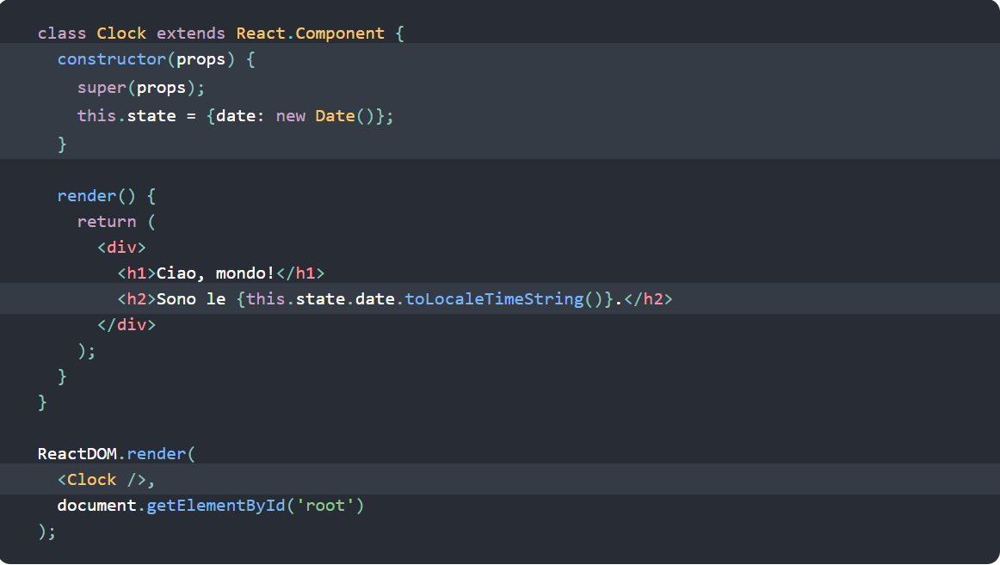 class Clock extends React.Component {
  constructor(props) {
    super(props);
    this.state = {date: new Date()};
  }

  render() {
    return (
      <div>
        <h1>Ciao, mondo!</h1>
        <h2>Sono le {this.state.date.toLocaleTimeString()}.</h2>
      </div>
    );
  }
}

ReactDOM.render(
  <Clock />,
  document.getElementById('root')
);